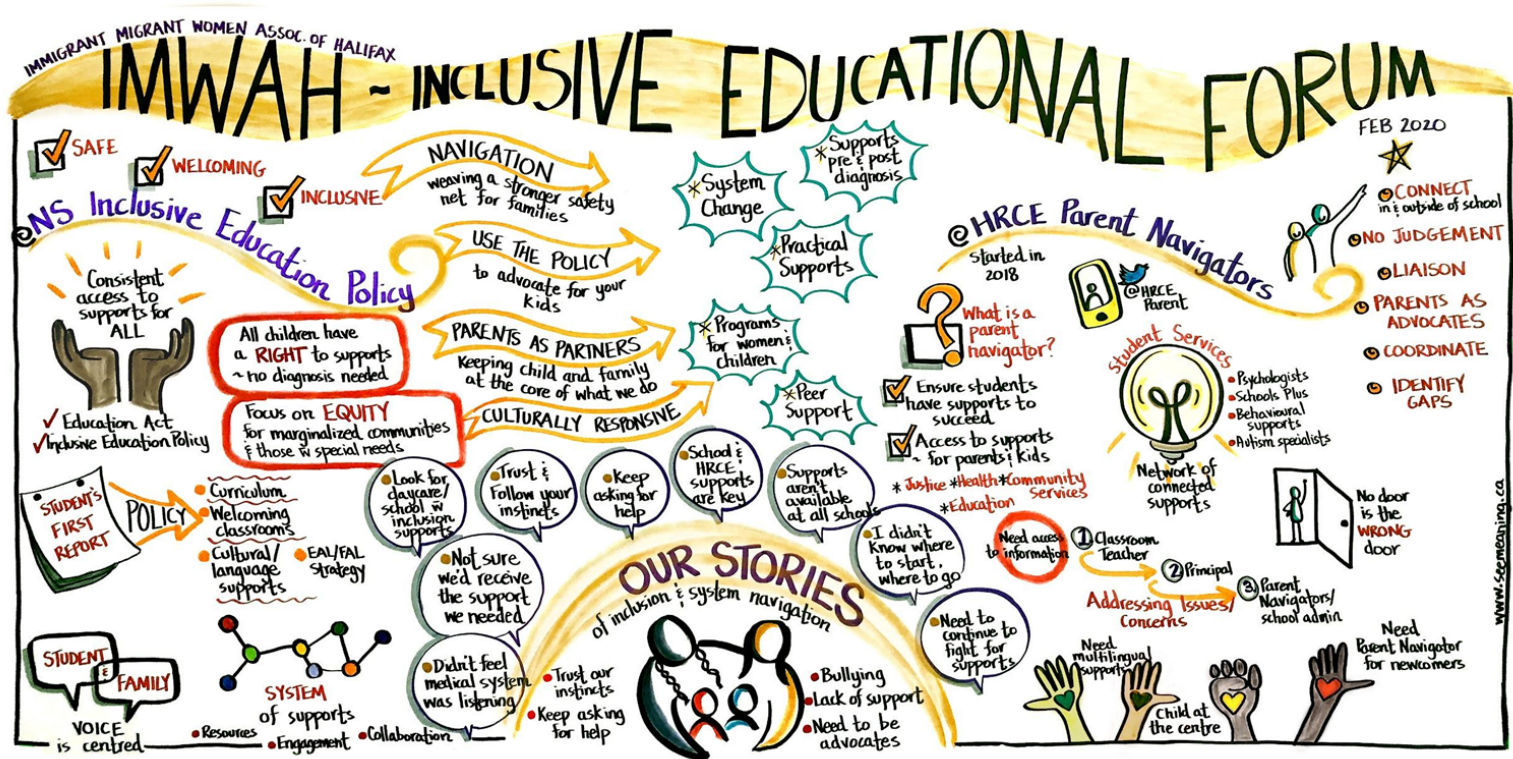 IMMIGRANT MIGRANT WOMEN ASSOC. OF HALIFAX
IMWAH ~ INCLUSIVE EDUCATIONAL FORUM
FEB 2020
SAFE
WELCOMING
INCLUSIVE
@NS Inclusive Education Policy
Consistent
access to
supports for
ALL
✓ Education Act
✓ Inclusive Education Policy
All children have
a RIGHT to supports
~ no diagnosis needed
Focus on EQUITY
for marginalized communities
& those w special needs
STUDENT'S
FIRST
REPORT
POLICY
Curriculum
Welcoming
classrooms
Cultural/
language
supports
EAL/FAL
Strategy
STUDENT
&
FAMILY
VOICE
is centred
SYSTEM
of supports
Resources
Engagement
Collaboration
NAVIGATION
weaving a stronger safety
net for families
USE THE POLICY
to advocate for your
kids
PARENTS AS PARTNERS
Keeping child and family
at the core of what we do
CULTURALLY RESPONSIVE
* System
Change
* Supports
pre & post
diagnosis
* Practical
Supports
* Programs
for women &
children
* Peer
Support
Look for
daycare/
school w
inclusion
supports
Trust &
Follow your
instincts
Keep
asking for
help
School &
HRCE
supports
are key
Supports
aren't
available
at all schools
I didn't
know where
to start,
where to go
Need to
continue to
fight for
supports
Not sure
we'd receive
the support
we needed
Didn't feel
medical system
was listening
OUR STORIES
of inclusion & system navigation
Trust our
instincts
Keep asking
for help
Bullying
Lack of support
Need to be
advocates
@HRCE Parent Navigators
Started in
2018
@HRCE
Parent
?
What is a
parent
navigator?
Ensure students
have supports to
succeed
Access to supports
~ for parents & kids
* Justice * Health * Community
Services
* Education
Student Services
Psychologists
Schools Plus
Behavioural
supports
Autism specialists
Network of
connected
supports
CONNECT
in & outside of school
NO JUDGEMENT
LIAISON
PARENTS AS
ADVOCATES
COORDINATE
IDENTIFY
GAPS
No door
is the
WRONG
door
Need access
to information
1 Classroom
Teacher
2 Principal
3 Parent
Navigators/
school admin
Addressing Issues/
Concerns
Need
multilingual
supports
Child at
the centre
Need
Parent Navigator
for newcomers
www.seemeaning.ca